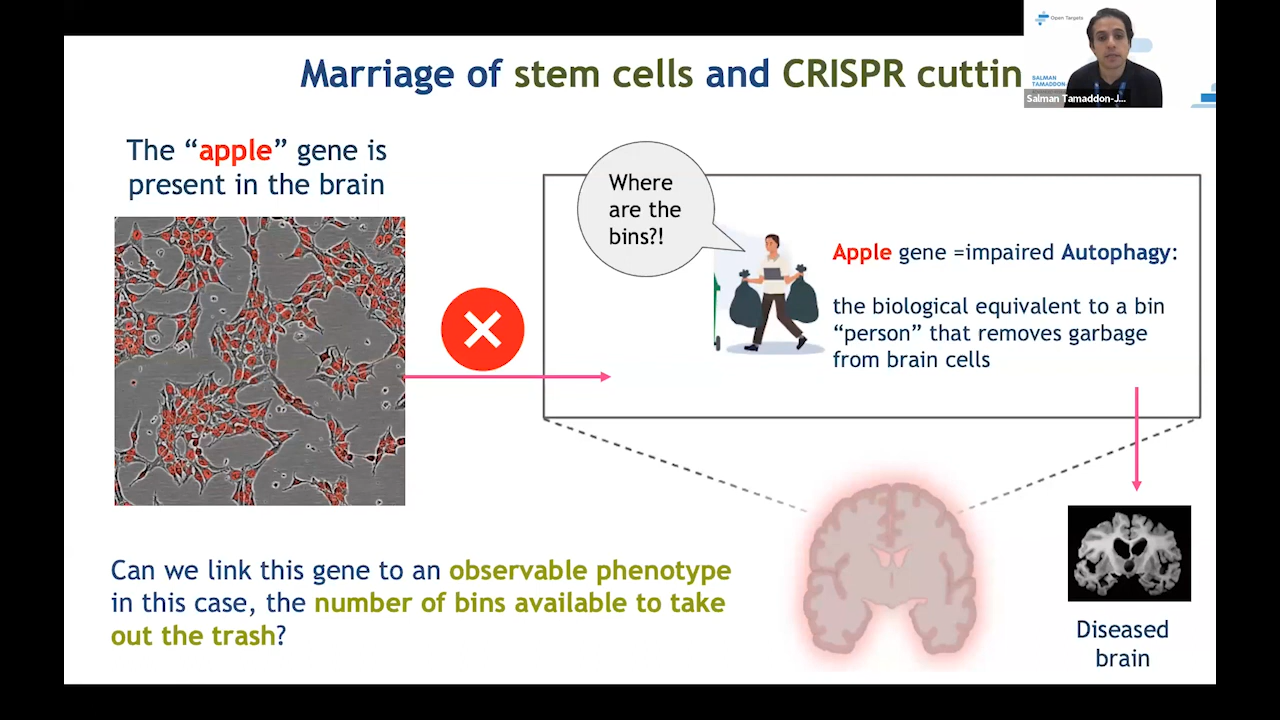 Marriage of stem cells and CRISPR cuttin
Open Targets
SALMAN
TAMADDON
Salman Tamaddon-J...
The “apple” gene is
present in the brain
Where
are the
bins?!
Apple gene =impaired Autophagy:
the biological equivalent to a bin
“person” that removes garbage
from brain cells
Can we link this gene to an observable phenotype
in this case, the number of bins available to take
out the trash?
Diseased
brain